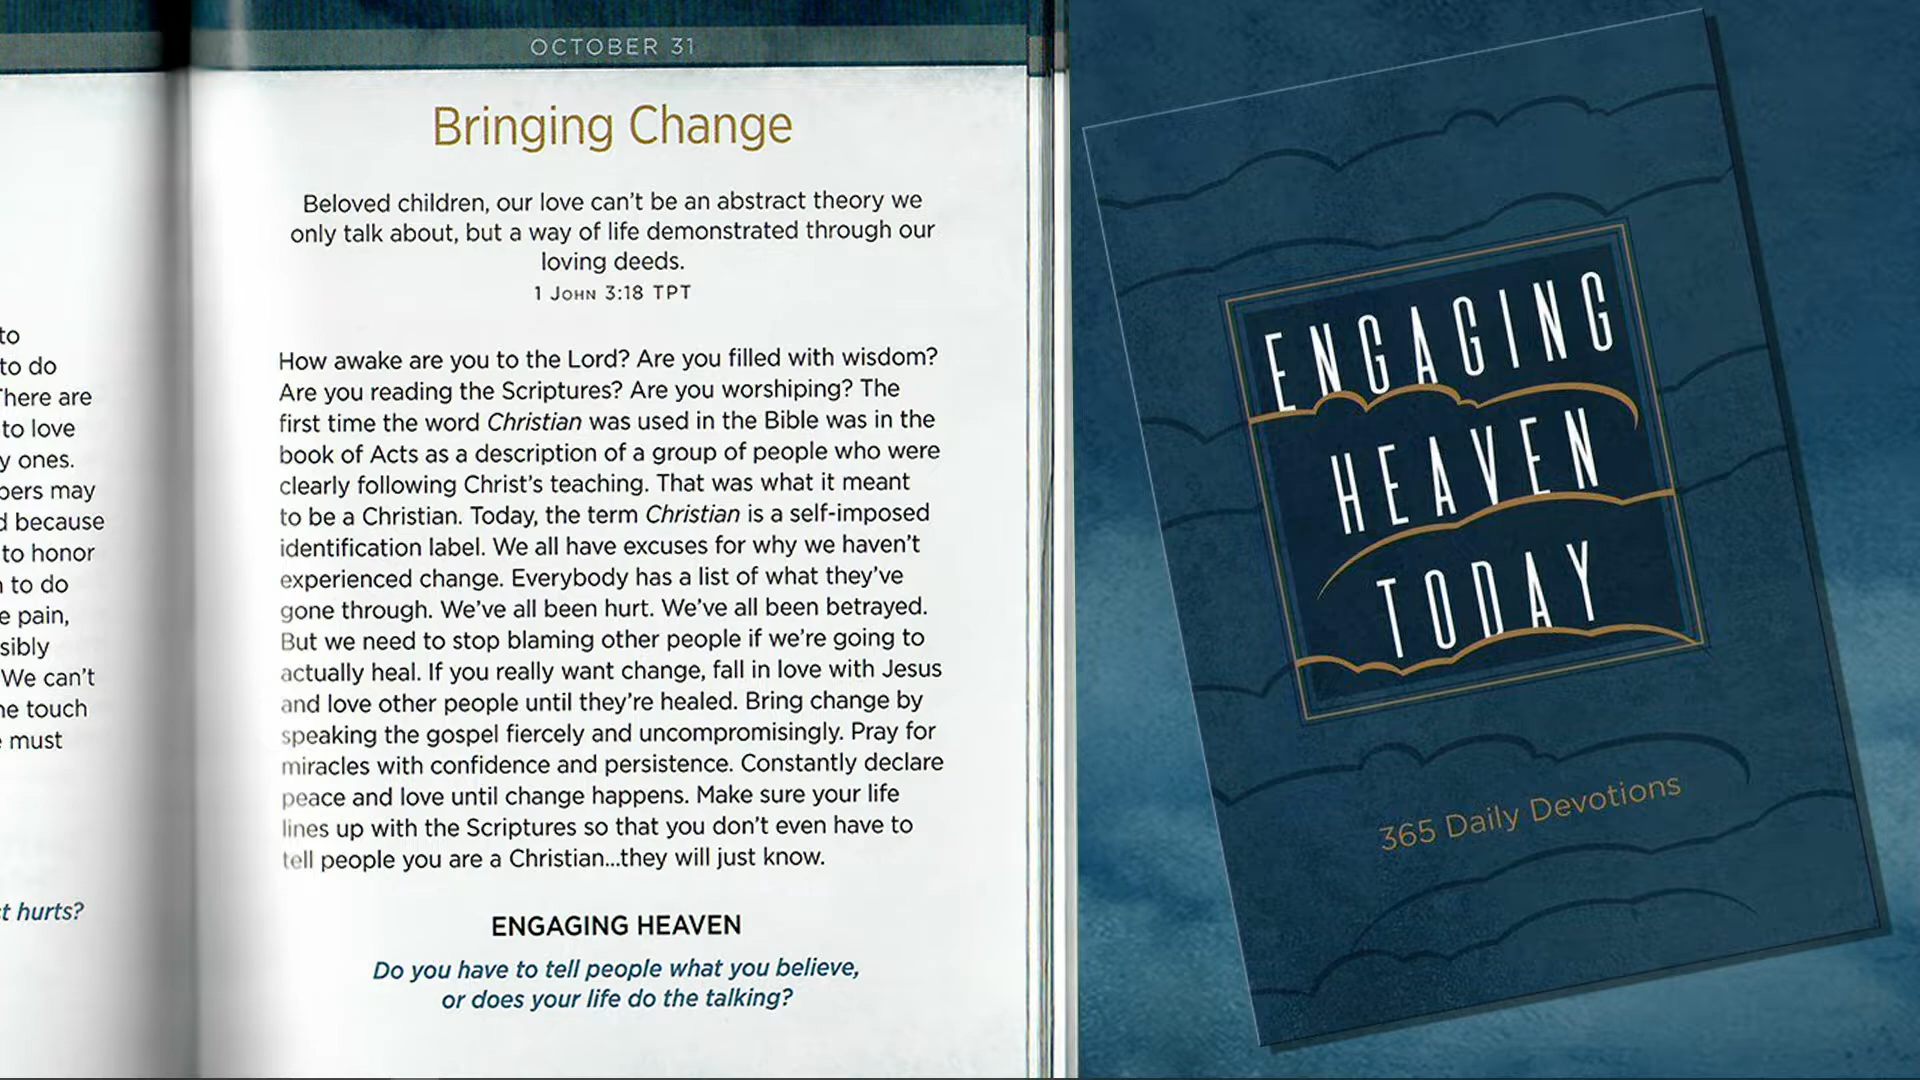 to
to do
There are
to love
y ones.
bers may
d because
to honor
n to do
e pain,
sibly
We can't
he touch
e must
t hurts?
OCTOBER 31
Bringing Change
Beloved children, our love can't be an abstract theory we
only talk about, but a way of life demonstrated through our
loving deeds.
1 JOHN 3:18 TPT
How awake are you to the Lord? Are you filled with wisdom?
Are you reading the Scriptures? Are you worshiping? The
first time the word Christian was used in the Bible was in the
book of Acts as a description of a group of people who were
clearly following Christ's teaching. That was what it meant
to be a Christian. Today, the term Christian is a self-imposed
identification label. We all have excuses for why we haven't
experienced change. Everybody has a list of what they've
gone through. We've all been hurt. We've all been betrayed.
But we need to stop blaming other people if we're going to
actually heal. If you really want change, fall in love with Jesus
and love other people until they're healed. Bring change by
speaking the gospel fiercely and uncompromisingly. Pray for
miracles with confidence and persistence. Constantly declare
peace and love until change happens. Make sure your life
lines up with the Scriptures so that you don't even have to
tell people you are a Christian...they will just know.
ENGAGING HEAVEN
Do you have to tell people what you believe,
or does your life do the talking?
ENGAGING
HEAVEN
TODAY
365 Daily Devotions